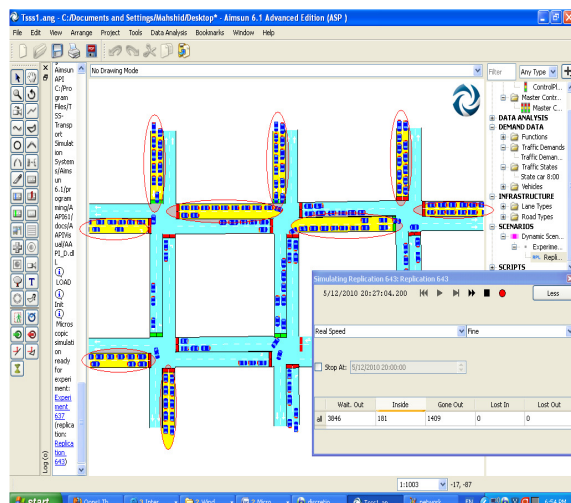 Tsss1.ang - C:/Documents and Settings/Mahshid/Desktop* - Aimsun 6.1 Advanced Edition (ASP )
File Edit View Arrange Project Tools Data Analysis Bookmarks Window Help
No Drawing Mode
Filter
Any Type
Aimsun
API
C:/Pro
gram
Files/T
SS-
Transp
ort
Simulat
ion
System
s/Aims
un
6.1/pr
ogram
ming/A
API61/
docs/A
APIVis
ual/AA
PI_D.dl
L
LOAD
Init
Micros
copic
simulati
on
ready
for
experi
ment:
Experi
ment
637
(replica
tion:
Replica
tion
643)
Log (0)
ControlPl...
Master Contr...
Master C...
DATA ANALYSIS
DEMAND DATA
Functions
Traffic Demands
Traffic Deman...
Traffic States
State car 8:00
Vehicles
INFRASTRUCTURE
Lane Types
Road Types
SCENARIOS
Dynamic Scen...
Experime...
Repli...
SCRIPTS
Simulating Replication 643: Replication 643
5/12/2010 20:27:04.200
Less
Real Speed
Fine
Stop At: 5/12/2010 20:00:00
Wait. Out Inside Gone Out Lost In Lost Out
all 3846 181 1409 0 0
1:1003
-17, -87
start
EN
6:54 PM